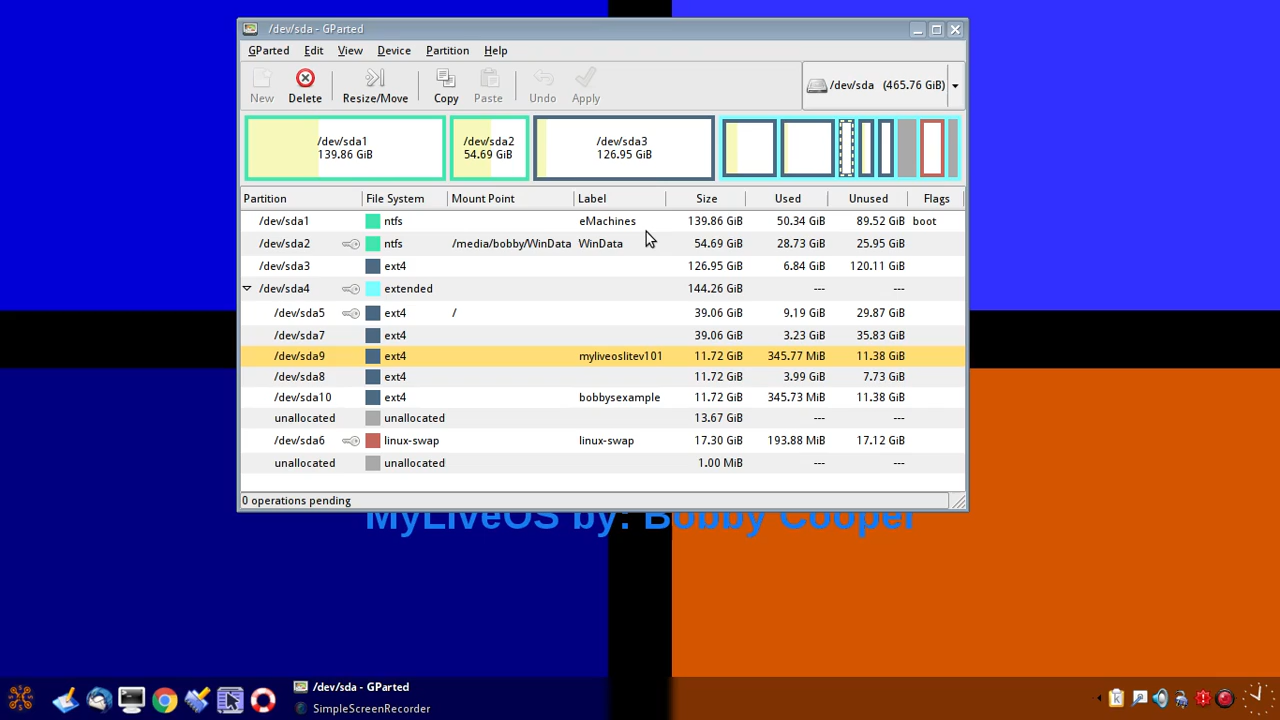 /dev/sda - GParted
GParted Edit View Device Partition Help
New Delete Resize/Move Copy Paste Undo Apply /dev/sda (465.76 GiB)
/dev/sda1 /dev/sda2 /dev/sda3
139.86 GiB 54.69 GiB 126.95 GiB
Partition File System Mount Point Label Size Used Unused Flags
/dev/sda1 ntfs eMachines 139.86 GiB 50.34 GiB 89.52 GiB boot
/dev/sda2 ntfs /media/bobby/WinData WinData 54.69 GiB 28.73 GiB 25.95 GiB
/dev/sda3 ext4 126.95 GiB 6.84 GiB 120.11 GiB
/dev/sda4 extended 144.26 GiB --- ---
/dev/sda5 ext4 / 39.06 GiB 9.19 GiB 29.87 GiB
/dev/sda7 ext4 39.06 GiB 3.23 GiB 35.83 GiB
/dev/sda9 ext4 myliveoslitev101 11.72 GiB 345.77 MiB 11.38 GiB
/dev/sda8 ext4 11.72 GiB 3.99 GiB 7.73 GiB
/dev/sda10 ext4 bobbysexample 11.72 GiB 345.73 MiB 11.38 GiB
unallocated unallocated 13.67 GiB --- ---
/dev/sda6 linux-swap linux-swap 17.30 GiB 193.88 MiB 17.12 GiB
unallocated unallocated 1.00 MiB --- ---
0 operations pending
MyLiveOS by: Bobby Cooper
/dev/sda - GParted
SimpleScreenRecorder